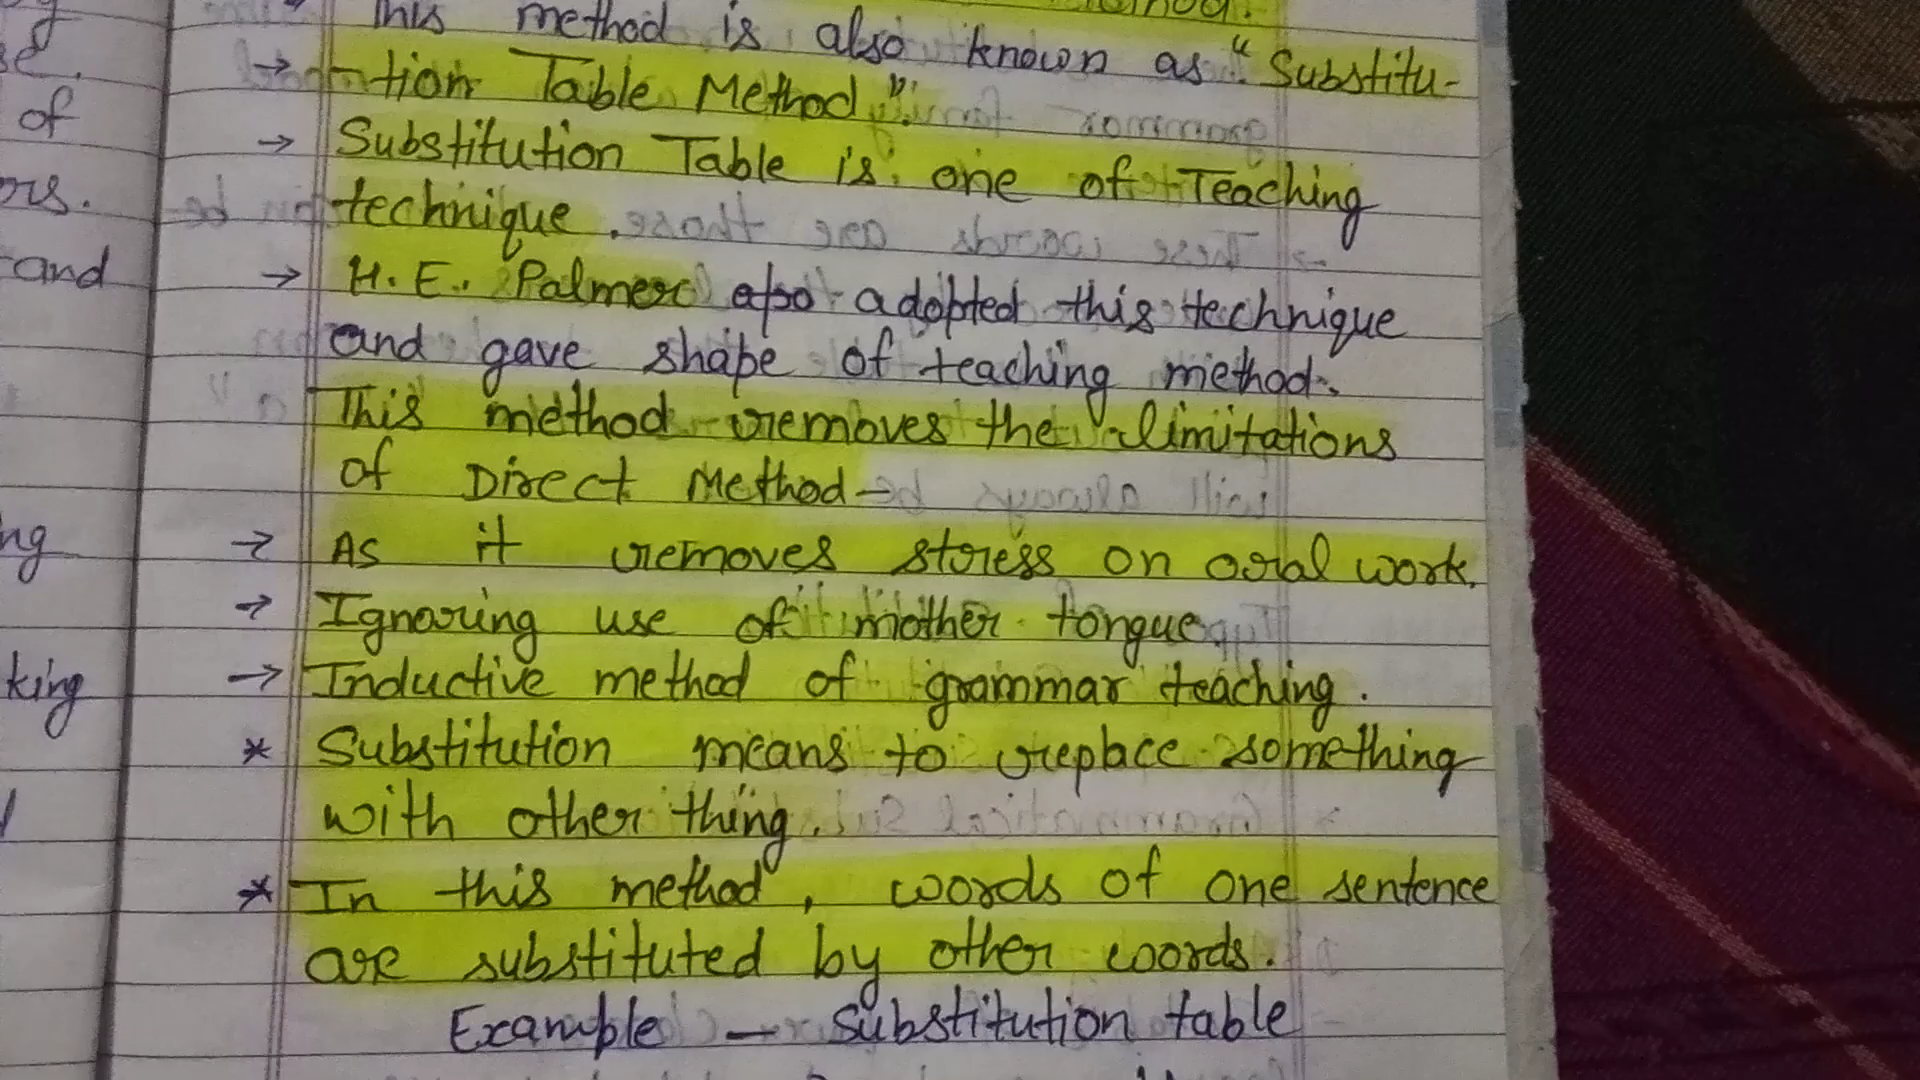 This method is also known as "Substitu-
→ tion Table Method".
→ Substitution Table is one of Teaching
technique.
→ H.E. Palmer also adopted this technique
and gave shape of teaching method.
This method removes the limitations
of Direct Method-
→ As it removes stress on oral work.
→ Ignoring use of mother tongue
→ Inductive method of grammar teaching.
* Substitution means to replace something
with other thing.
* In this method, words of one sentence
are substituted by other words.
Example - substitution table
of
and
king